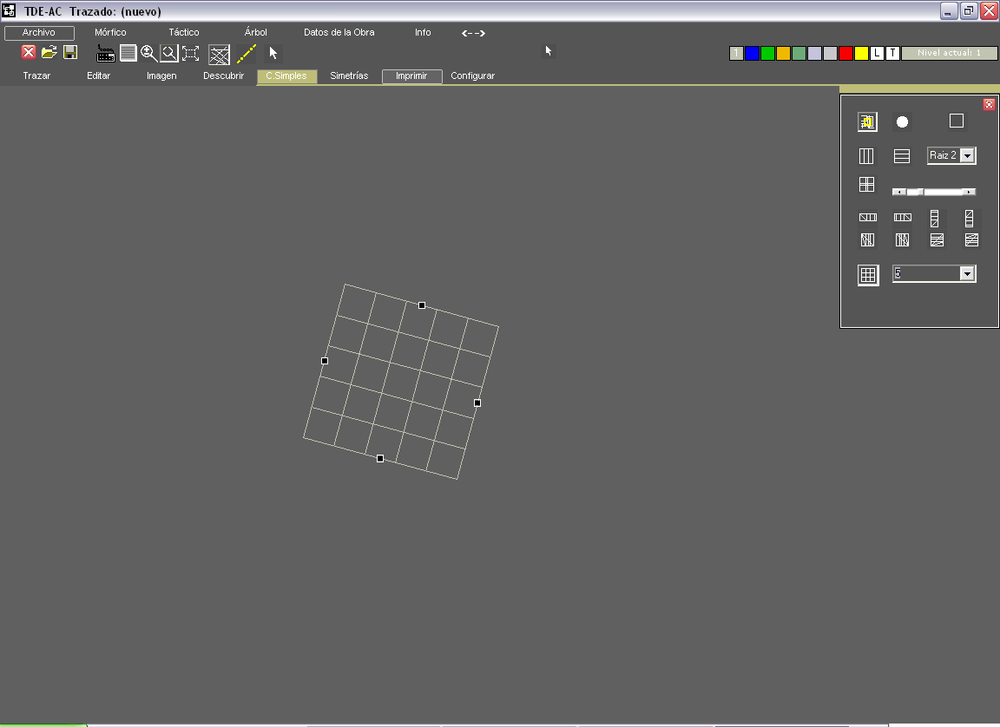 TDE-AC Trazado: (nuevo)
Archivo Mórfico Táctico Árbol Datos de la Obra Info <-->
1 L T Nivel actual: 1
Trazar Editar Imagen Descubrir C.Simples Simetrías Imprimir Configurar
Raiz 2
5